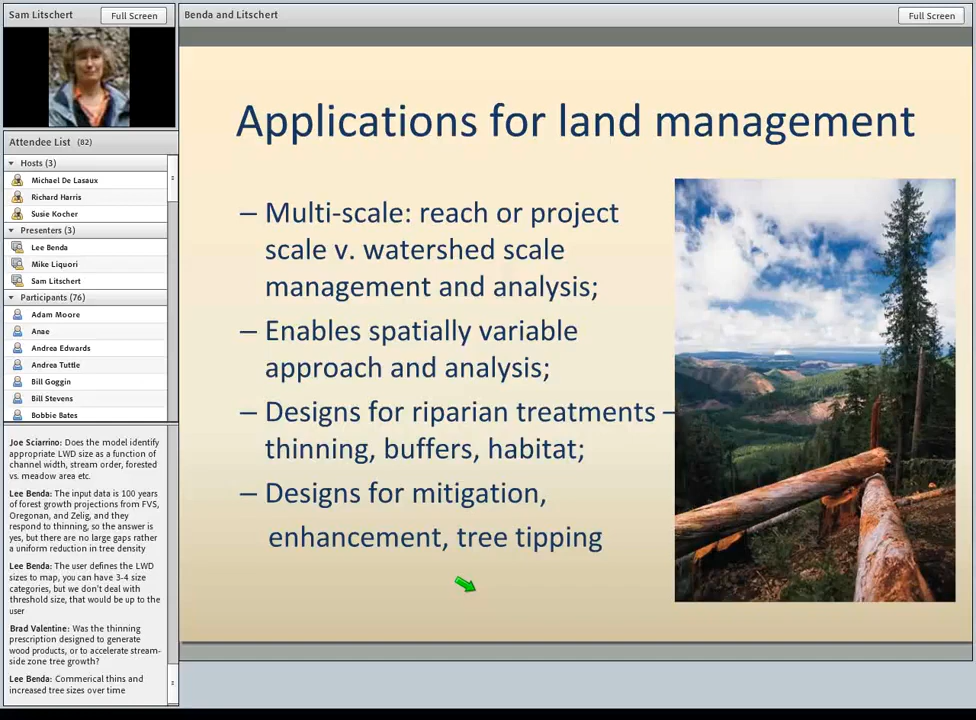 Sam Litschert
Full Screen
Benda and Litschert
Full Screen
Attendee List (82)
Hosts (3)
Michael De Lasaux
Richard Harris
Susie Kocher
Presenters (3)
Lee Benda
Mike Liquori
Sam Litschert
Participants (76)
Adam Moore
Anae
Andrea Edwards
Andrea Tuttle
Bill Goggin
Bill Stevens
Bobbie Bates
Joe Sciarrino: Does the model identify
appropriate LWD size as a function of
channel width, stream order, forested
vs. meadow area etc.
Lee Benda: The input data is 100 years
of forest growth projections from FVS,
Oregonan, and Zelig, and they
respond to thinning, so the answer is
yes, but there are no large gaps rather
a uniform reduction in tree density
Lee Benda: The user defines the LWD
sizes to map, you can have 3-4 size
categories, but we don't deal with
threshold size, that would be up to the
user
Brad Valentine: Was the thinning
prescription designed to generate
wood products, or to accelerate stream-
side zone tree growth?
Lee Benda: Commerical thins and
increased tree sizes over time
Applications for land management
– Multi-scale: reach or project
scale v. watershed scale
management and analysis;
– Enables spatially variable
approach and analysis;
– Designs for riparian treatments –
thinning, buffers, habitat;
– Designs for mitigation,
enhancement, tree tipping